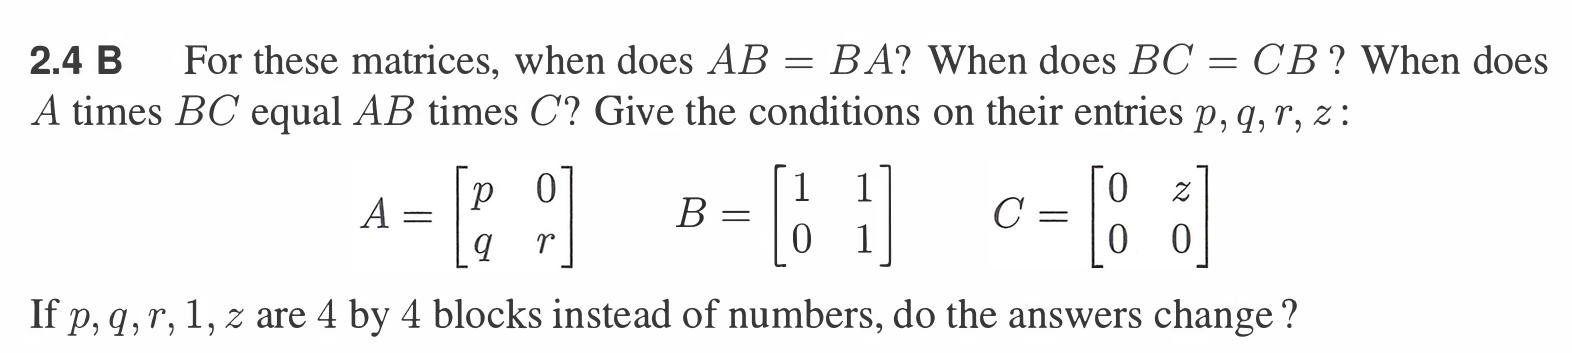 2.4 B For these matrices, when does AB = BA? When does BC = CB? When does
A times BC equal AB times C? Give the conditions on their entries p, q, r, z:
A = [p 0; q r] B = [1 1; 0 1] C = [0 z; 0 0]
If p, q, r, 1, z are 4 by 4 blocks instead of numbers, do the answers change?